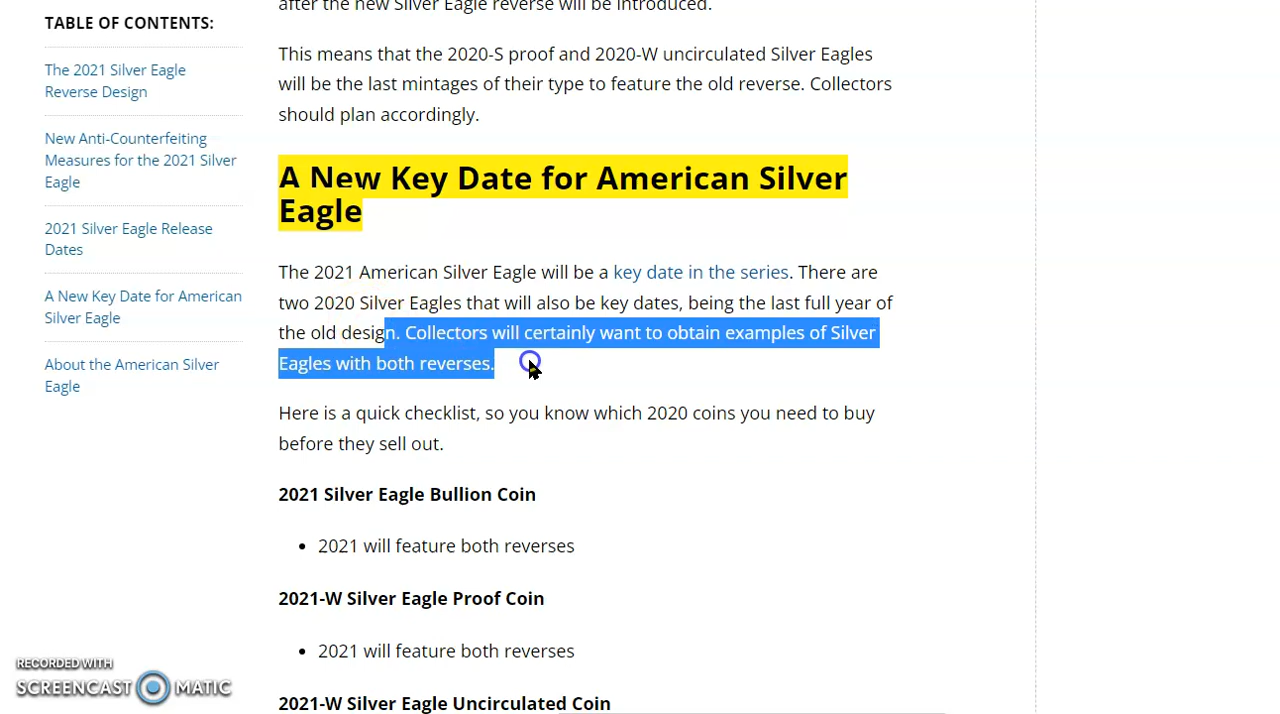 after the new Silver Eagle reverse will be introduced.
TABLE OF CONTENTS:
The 2021 Silver Eagle
Reverse Design
New Anti-Counterfeiting
Measures for the 2021 Silver
Eagle
2021 Silver Eagle Release
Dates
A New Key Date for American
Silver Eagle
About the American Silver
Eagle
This means that the 2020-S proof and 2020-W uncirculated Silver Eagles
will be the last mintages of their type to feature the old reverse. Collectors
should plan accordingly.
A New Key Date for American Silver
Eagle
The 2021 American Silver Eagle will be a key date in the series. There are
two 2020 Silver Eagles that will also be key dates, being the last full year of
the old design. Collectors will certainly want to obtain examples of Silver
Eagles with both reverses.
Here is a quick checklist, so you know which 2020 coins you need to buy
before they sell out.
2021 Silver Eagle Bullion Coin
• 2021 will feature both reverses
2021-W Silver Eagle Proof Coin
• 2021 will feature both reverses
2021-W Silver Eagle Uncirculated Coin
RECORDED WITH
SCREENCAST MATIC